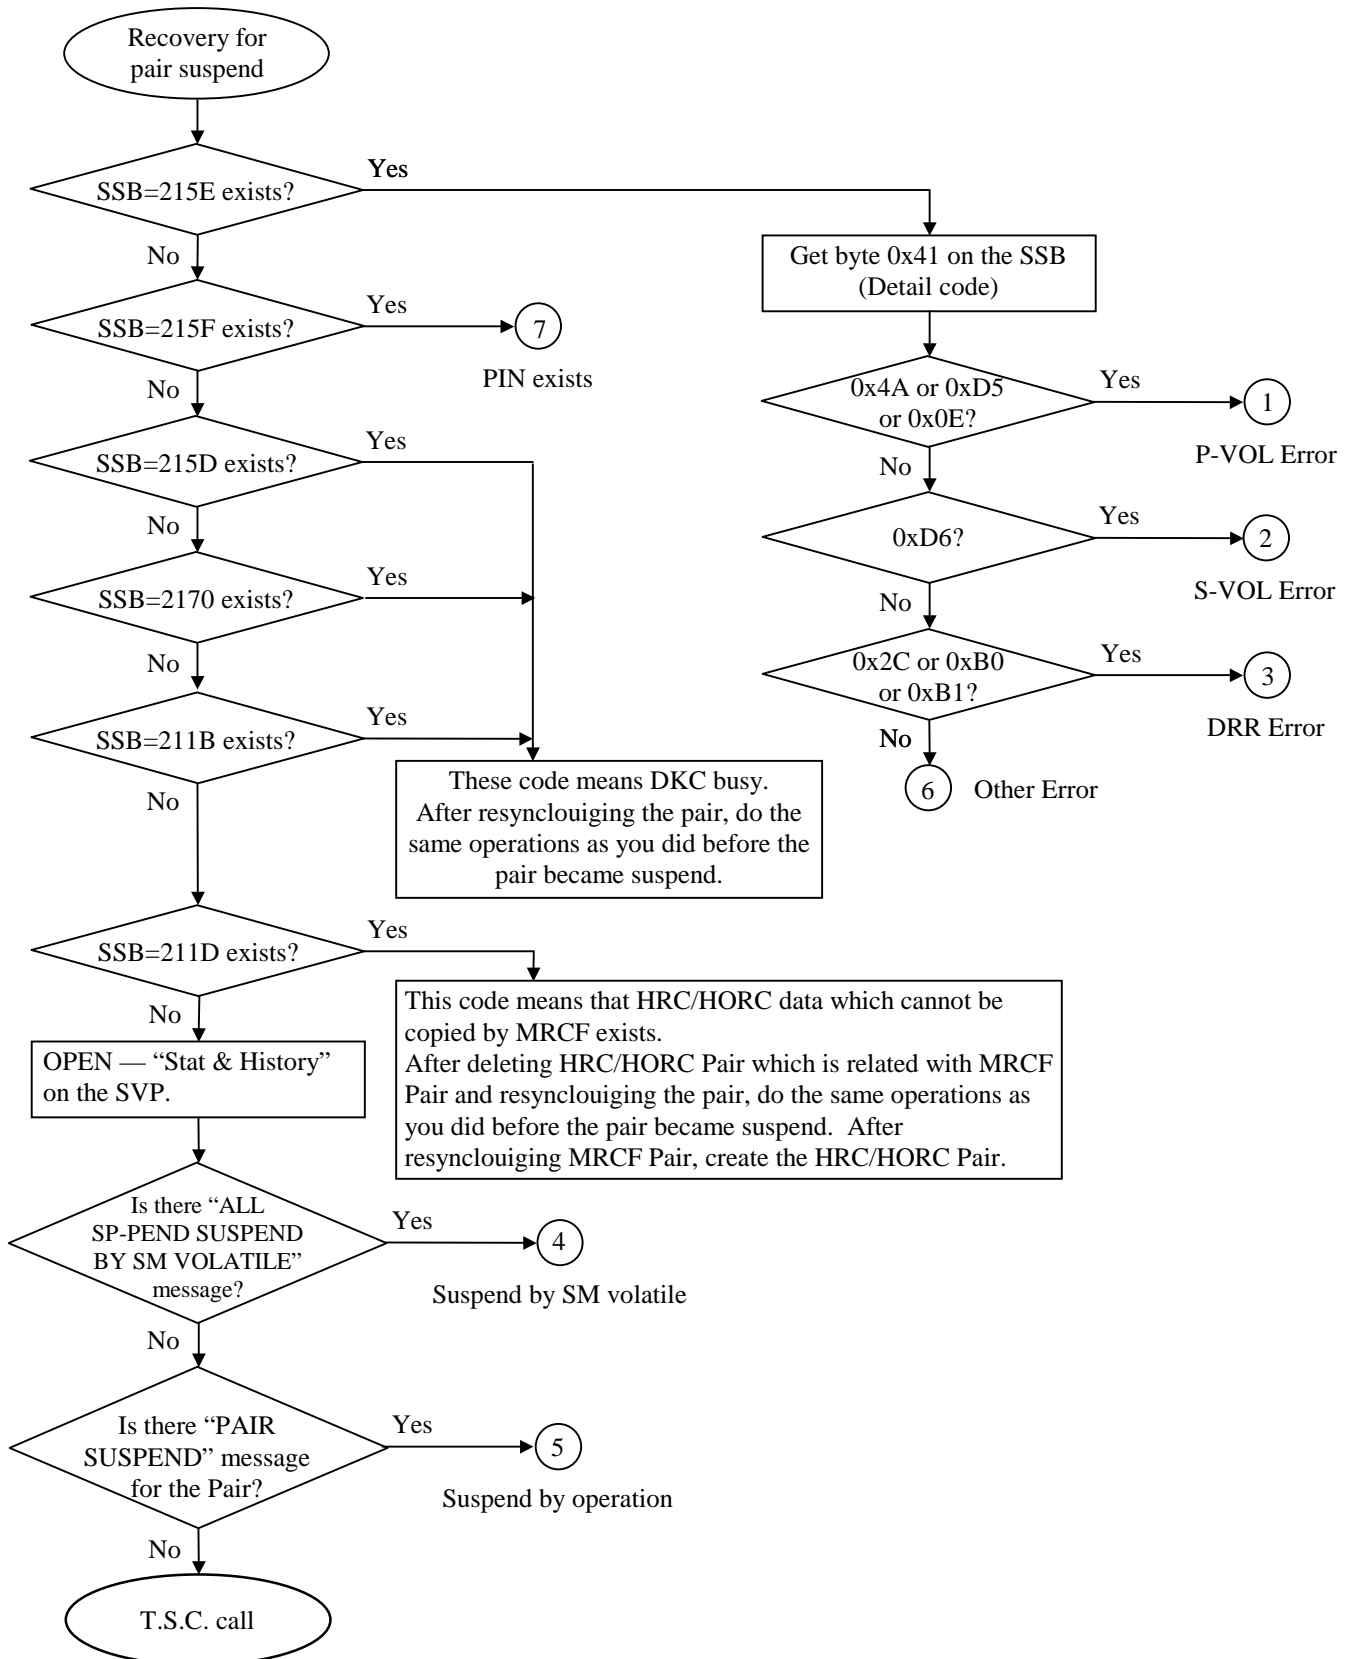 Recovery for
pair suspend
SSB=215E exists?
Yes
No
Get byte 0x41 on the SSB
(Detail code)
SSB=215F exists?
Yes
7
PIN exists
No
0x4A or 0xD5
or 0x0E?
Yes
1
P-VOL Error
No
SSB=215D exists?
Yes
No
0xD6?
Yes
2
S-VOL Error
No
SSB=2170 exists?
Yes
No
0x2C or 0xB0
or 0xB1?
Yes
3
DRR Error
No
6
Other Error
SSB=211B exists?
Yes
No
These code means DKC busy.
After resynclouiging the pair, do the
same operations as you did before the
pair became suspend.
SSB=211D exists?
Yes
No
This code means that HRC/HORC data which cannot be
copied by MRCF exists.
After deleting HRC/HORC Pair which is related with MRCF
Pair and resynclouiging the pair, do the same operations as
you did before the pair became suspend.  After
resynclouiging MRCF Pair, create the HRC/HORC Pair.
OPEN — “Stat & History”
on the SVP.
Is there “ALL
SP-PEND SUSPEND
BY SM VOLATILE”
message?
Yes
4
Suspend by SM volatile
No
Is there “PAIR
SUSPEND” message
for the Pair?
Yes
5
Suspend by operation
No
T.S.C. call